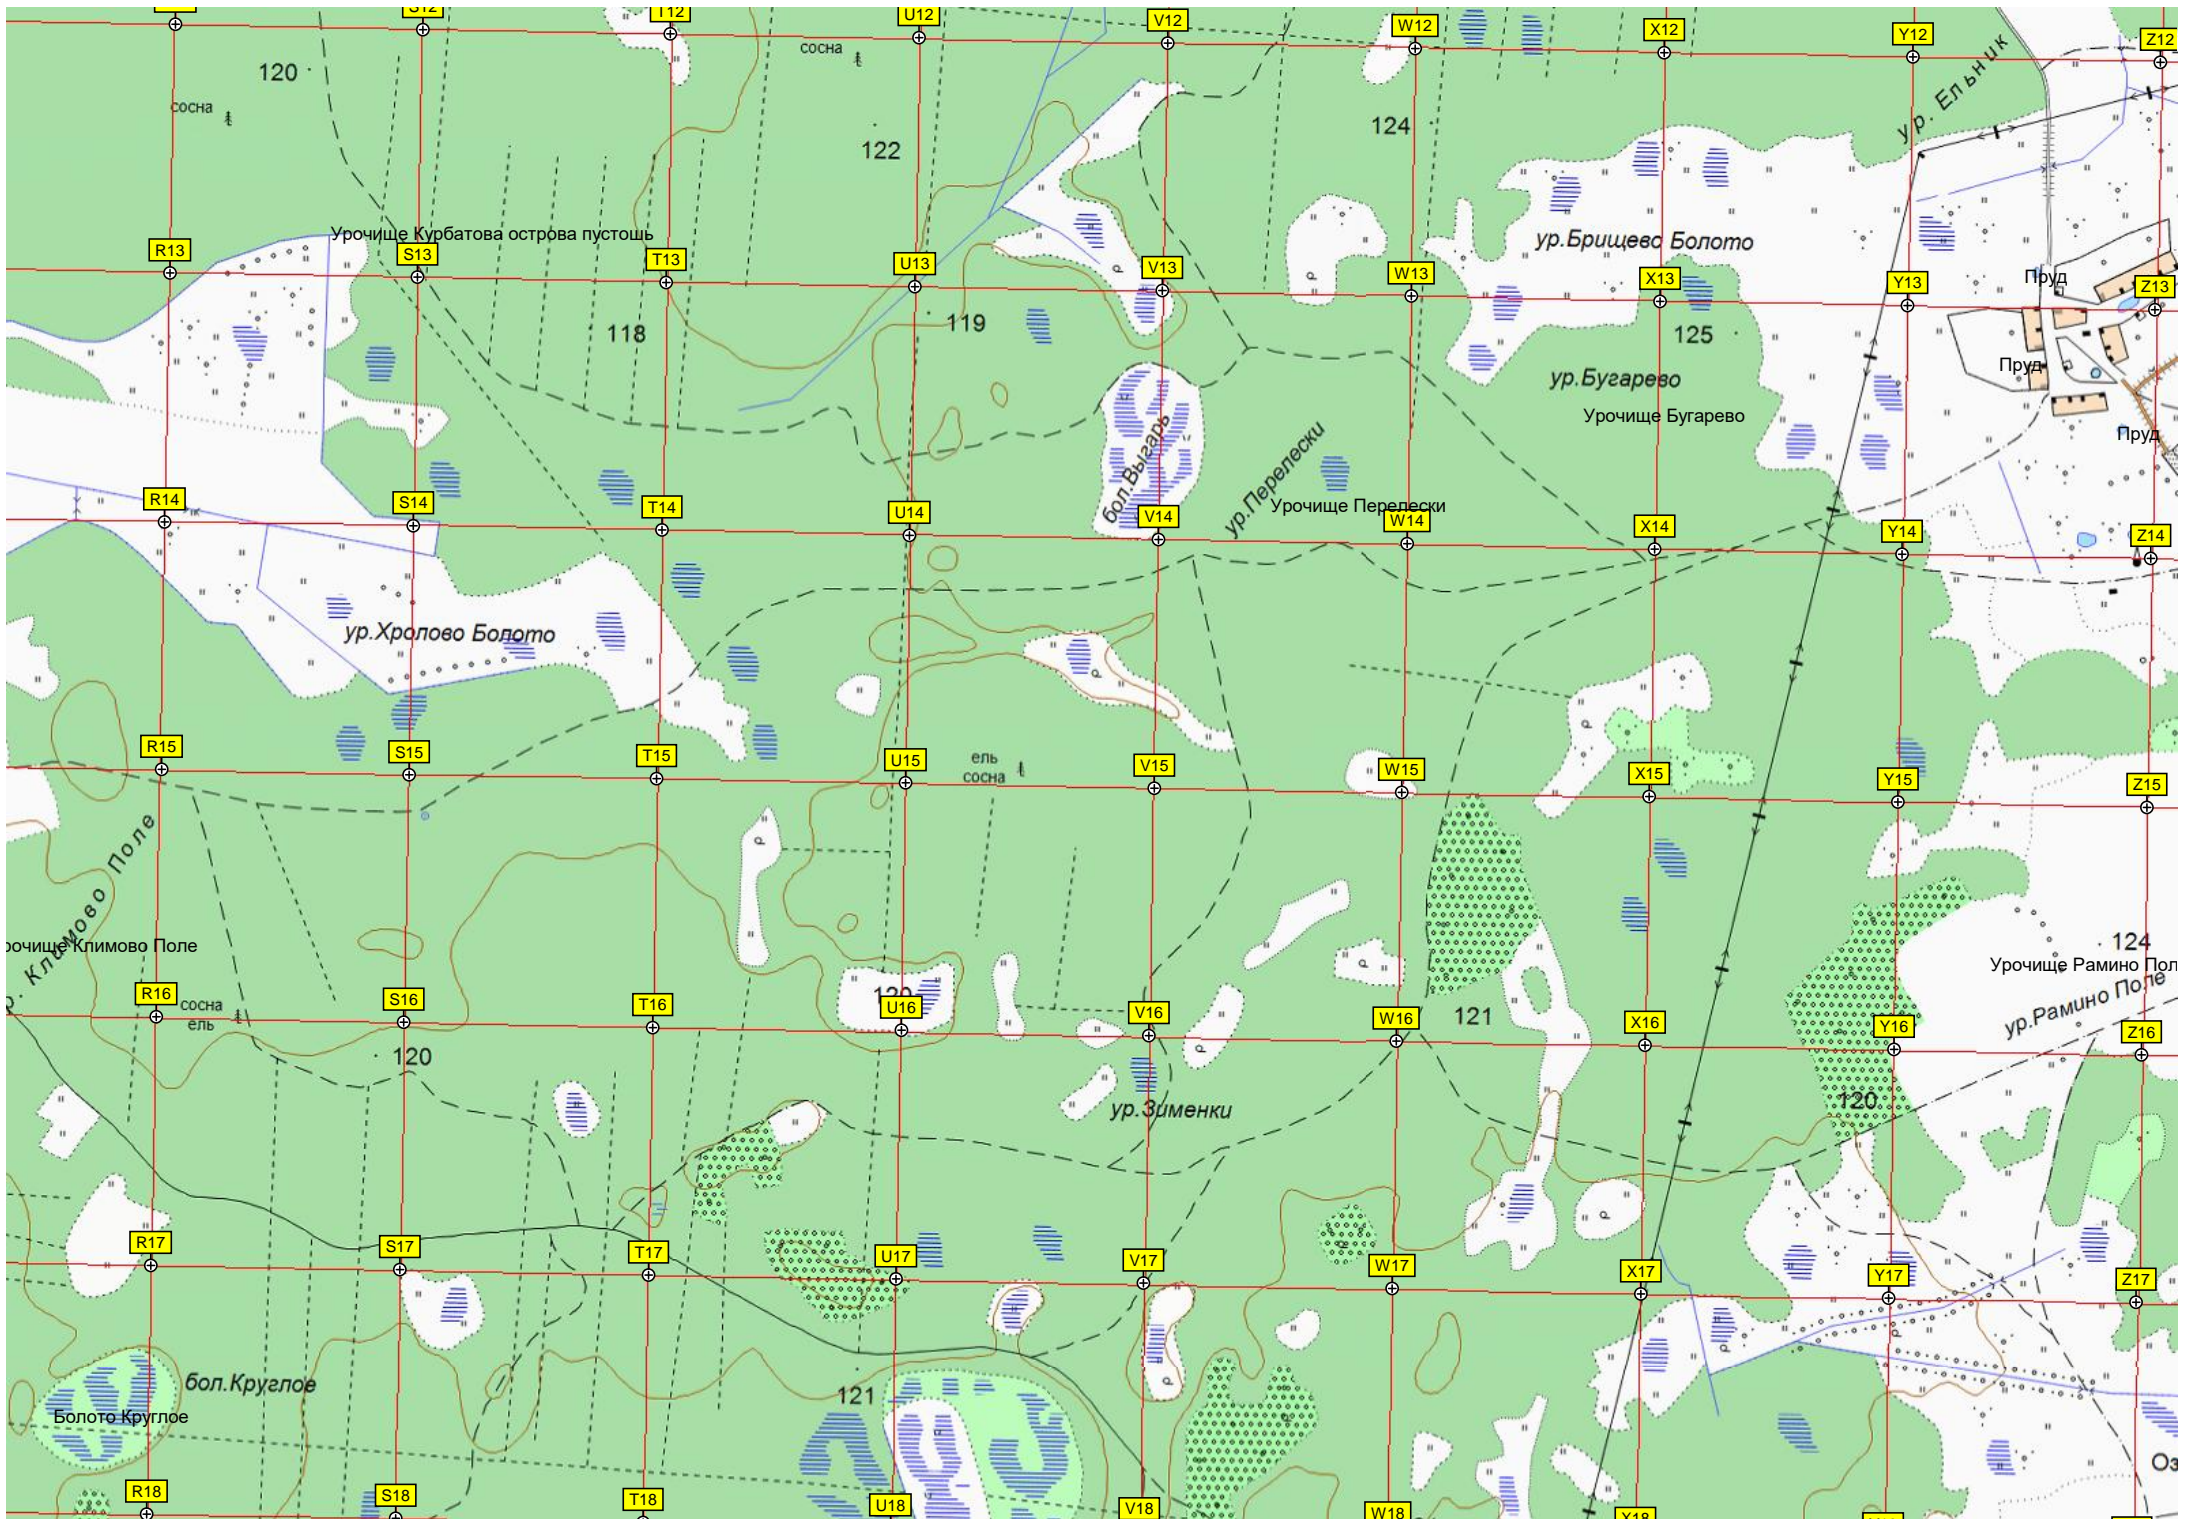 S12
T12
U12
V12
W12
X12
Y12
Z12
сосна
120
сосна
122
124
ур. Ельник
Урочище Курбатова острова пустошь
ур.Брищево Болото
R13
S13
T13
U13
V13
W13
X13
Y13
Z13
Пруд
118
119
125
Пруд
ур.Бугарево
Урочище Бугарево
Пруд
бол.Выгарь
ур.Перелески
Урочище Перелески
R14
S14
T14
U14
V14
W14
X14
Y14
Z14
ур.Хролово Болото
R15
S15
T15
U15
V15
W15
X15
Y15
Z15
ель
сосна
р. Климово Поле
рочище Климово Поле
124
Урочище Рамино Пол
ур.Рамино Поле
120
R16
S16
T16
U16
V16
W16
X16
Y16
Z16
сосна
ель
121
120
ур.Зименки
120
R17
S17
T17
U17
V17
W17
X17
Y17
Z17
бол.Круглое
Болото Круглое
121
Оз
R18
S18
T18
U18
V18
W18
X18